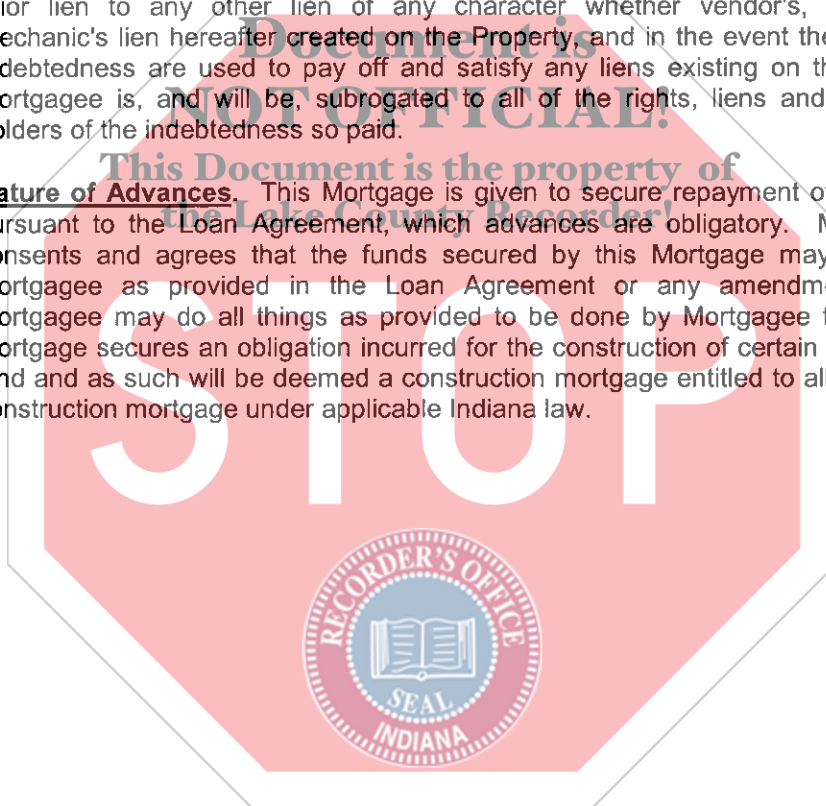 ior lien to any other lien of any character whether vendor's,
echanic's lien hereafter created on the Property, and in the event the
debtedness are used to pay off and satisfy any liens existing on th
ortgagee is, and will be, subrogated to all of the rights, liens and
olders of the indebtedness so paid.
Document is
NOT OFFICIAL!
This Document is the property of
the Lake County Recorder!
ature of Advances. This Mortgage is given to secure repayment of
ursuant to the Loan Agreement, which advances are obligatory. M
onsents and agrees that the funds secured by this Mortgage may
ortgagee as provided in the Loan Agreement or any amendme
ortgagee may do all things as provided to be done by Mortgagee
ortgage secures an obligation incurred for the construction of certain
nd and as such will be deemed a construction mortgage entitled to all
onstruction mortgage under applicable Indiana law.
STOP
RECORDER'S OFFICE
SEAL
INDIANA